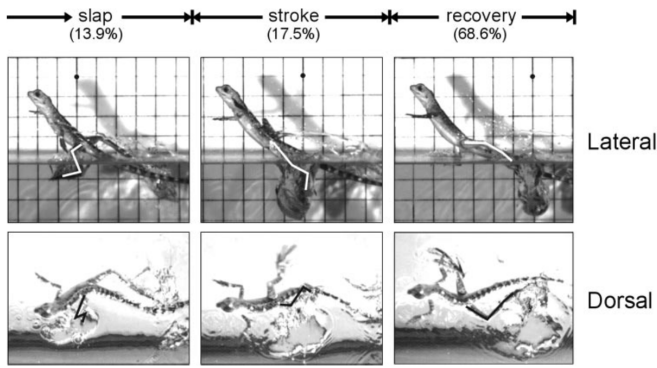 slap
(13.9%)
stroke
(17.5%)
recovery
(68.6%)
Lateral
Dorsal